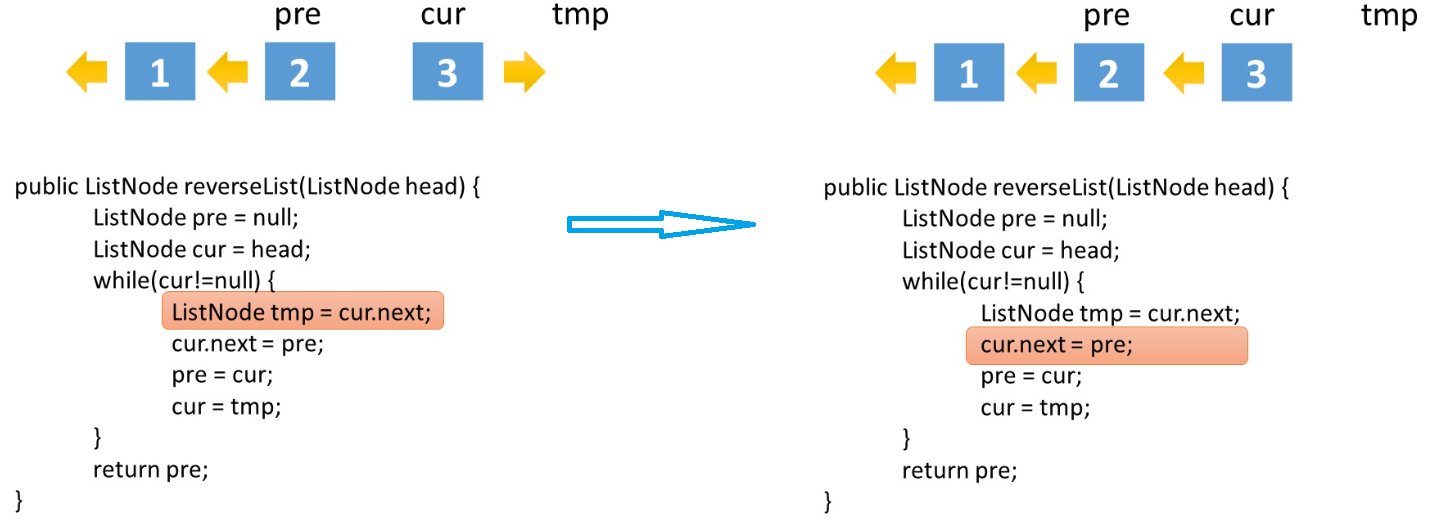 pre cur tmp
1 2 3
public ListNode reverseList(ListNode head) {
ListNode pre = null;
ListNode cur = head;
while(cur!=null) {
ListNode tmp = cur.next;
cur.next = pre;
pre = cur;
cur = tmp;
}
return pre;
}
pre cur tmp
1 2 3
public ListNode reverseList(ListNode head) {
ListNode pre = null;
ListNode cur = head;
while(cur!=null) {
ListNode tmp = cur.next;
cur.next = pre;
pre = cur;
cur = tmp;
}
return pre;
}